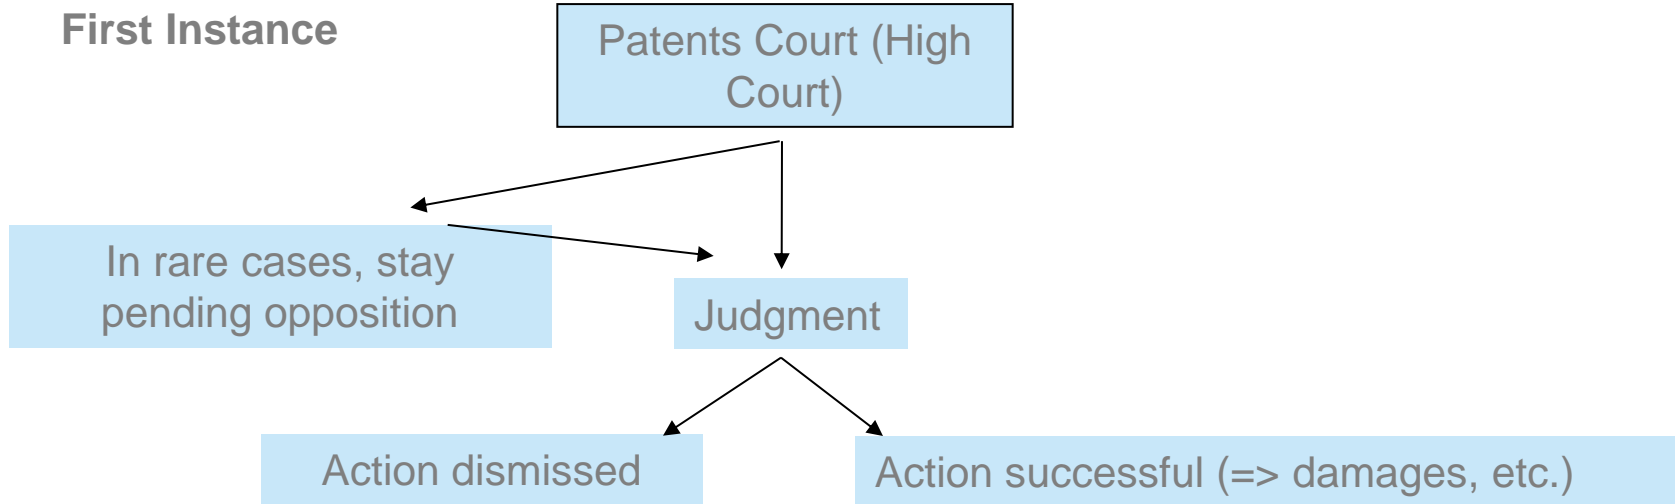 First Instance
Patents Court (High
Court)
In rare cases, stay
pending opposition
Judgment
Action dismissed
Action successful (=> damages, etc.)